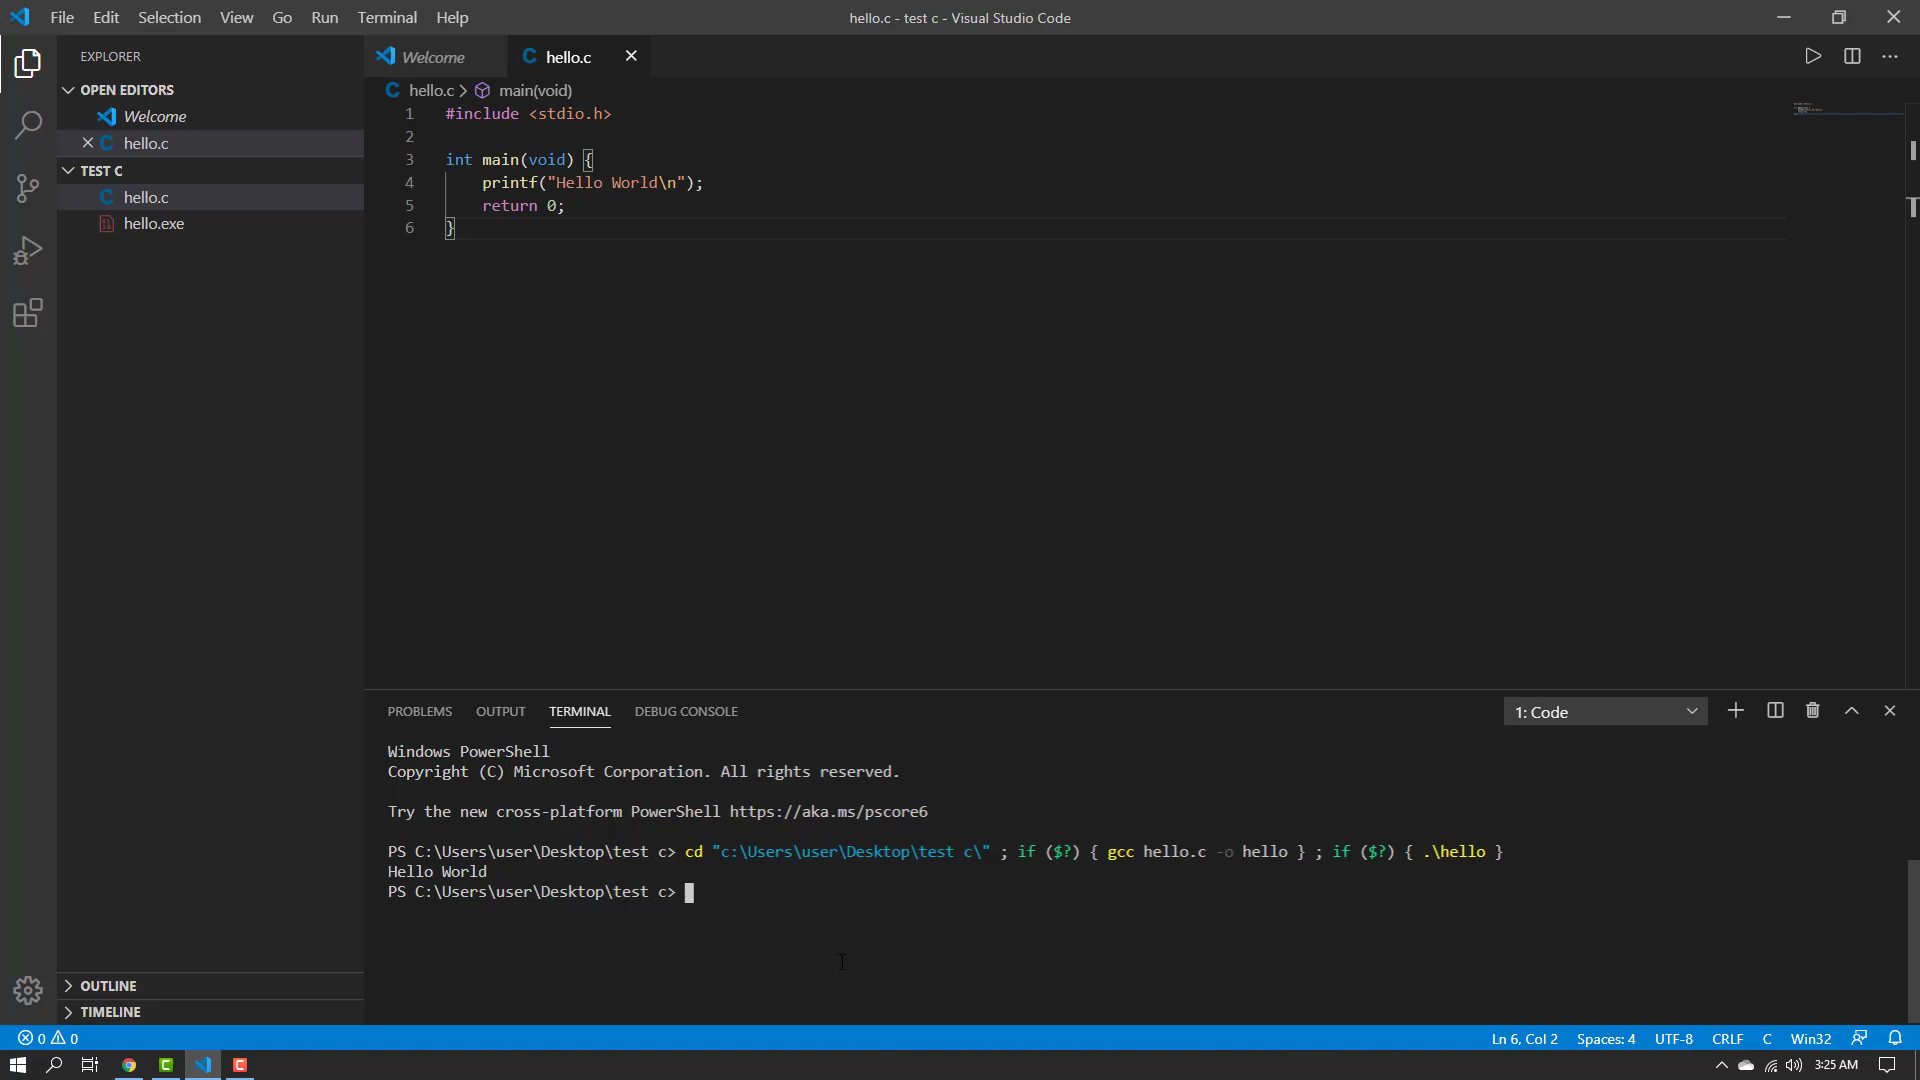 File Edit Selection View Go Run Terminal Help
hello.c - test c - Visual Studio Code
EXPLORER
OPEN EDITORS
Welcome
hello.c
TEST C
hello.c
hello.exe
OUTLINE
TIMELINE
Welcome hello.c
hello.c > main(void)
1 #include <stdio.h>
2
3 int main(void) {
4     printf("Hello World\n");
5     return 0;
6 }
PROBLEMS OUTPUT TERMINAL DEBUG CONSOLE
1: Code
Windows PowerShell
Copyright (C) Microsoft Corporation. All rights reserved.
Try the new cross-platform PowerShell https://aka.ms/pscore6
PS C:\Users\user\Desktop\test c> cd "c:\Users\user\Desktop\test c\" ; if ($?) { gcc hello.c -o hello } ; if ($?) { .\hello }
Hello World
PS C:\Users\user\Desktop\test c>
0 0
Ln 6, Col 2 Spaces: 4 UTF-8 CRLF C Win32
3:25 AM